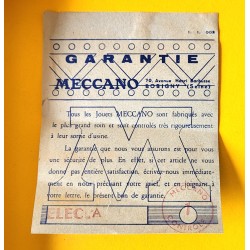 GARANTIE
MECCANO
70, Avenue Henri Barbusse
BOBIGNY (Seine)
Tous les Jouets MECCANO sont fabriqués avec
le plus grand soin et sont contrôlés très rigoureusement
à leur sortie d'usine.
La garantie que nous vous assurons est pour vous
une sécurité de plus. En effet, si cet article ne vous
donne pas entière satisfaction, écrivez nous immédiate-
ment en nous précisant votre grief, et en joignant à
votre lettre, le présent bon de garantie.
MECCANO
CONTROLE